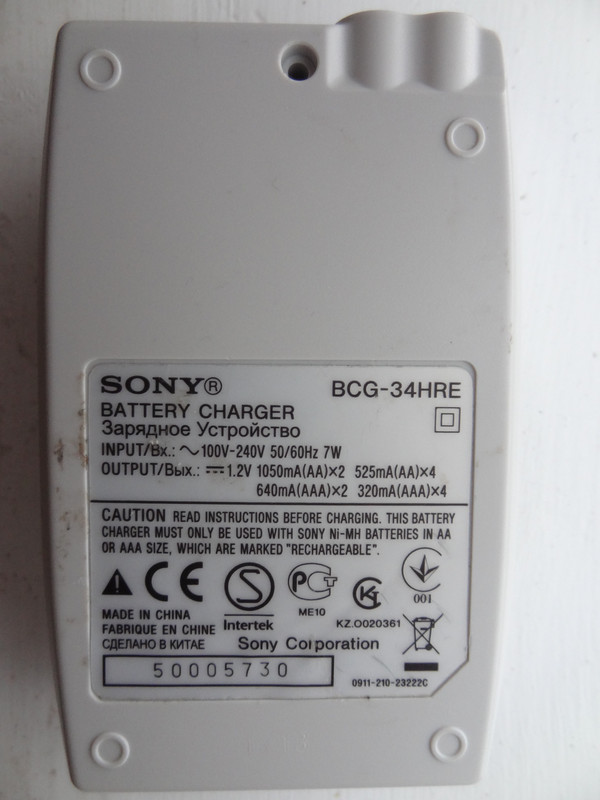 SONY® BCG-34HRE
BATTERY CHARGER
Зарядное Устройство
INPUT/Вх.: ~100V-240V 50/60Hz 7W
OUTPUT/Вых.: ⎓1.2V 1050mA(AA)×2 525mA(AA)×4
640mA(AAA)×2 320mA(AAA)×4
CAUTION READ INSTRUCTIONS BEFORE CHARGING. THIS BATTERY
CHARGER MUST ONLY BE USED WITH SONY Ni-MH BATTERIES IN AA
OR AAA SIZE, WHICH ARE MARKED "RECHARGEABLE".
CE S Intertek
PCT ME10
KZ.O020361
001
MADE IN CHINA
FABRIQUE EN CHINE
СДЕЛАНО В КИТАЕ
Sony Corporation
50005730
0911-210-23222C